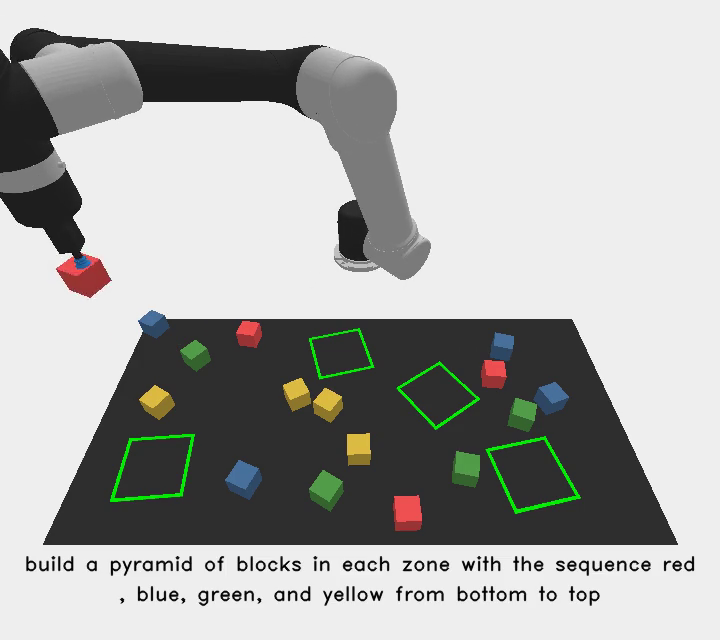 build a pyramid of blocks in each zone with the sequence red
, blue, green, and yellow from bottom to top